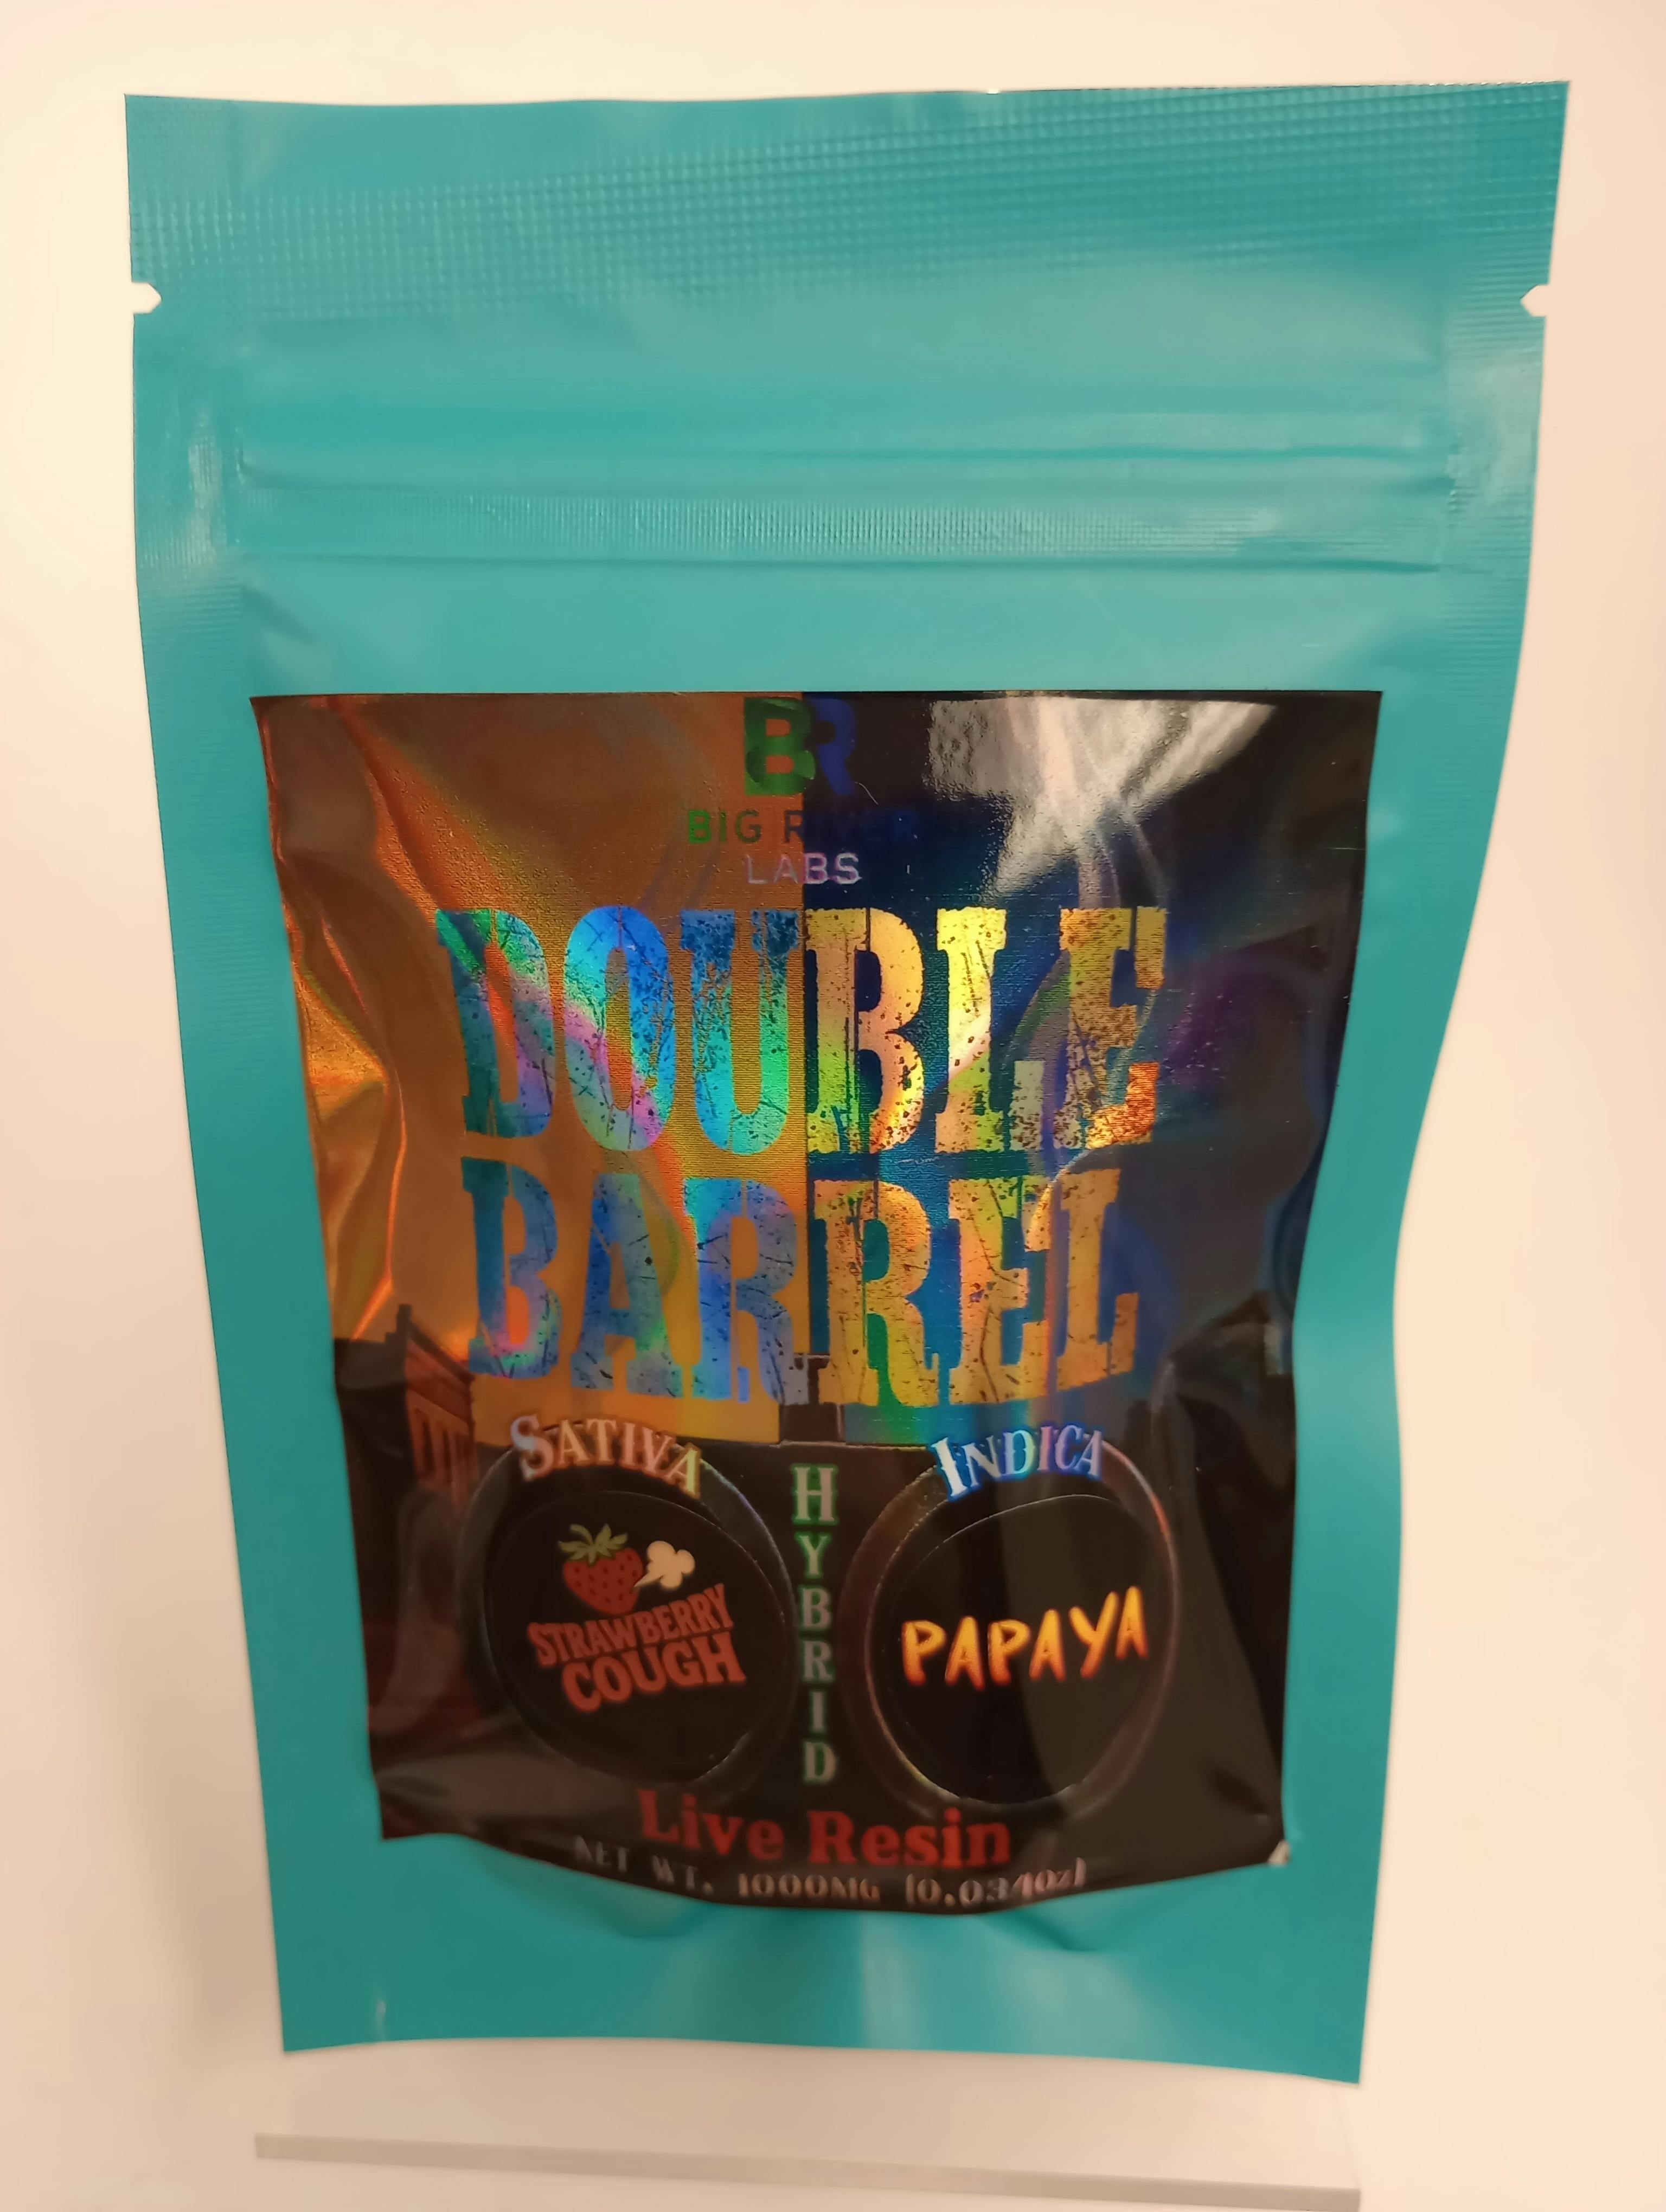 BR
BIG RIVER
LABS
DOUBLE
BARREL
SATIVA
INDICA
HYBRID
STRAWBERRY
COUGH
PAPAYA
Live Resin
NET WT. 1000MG (0.034oz)